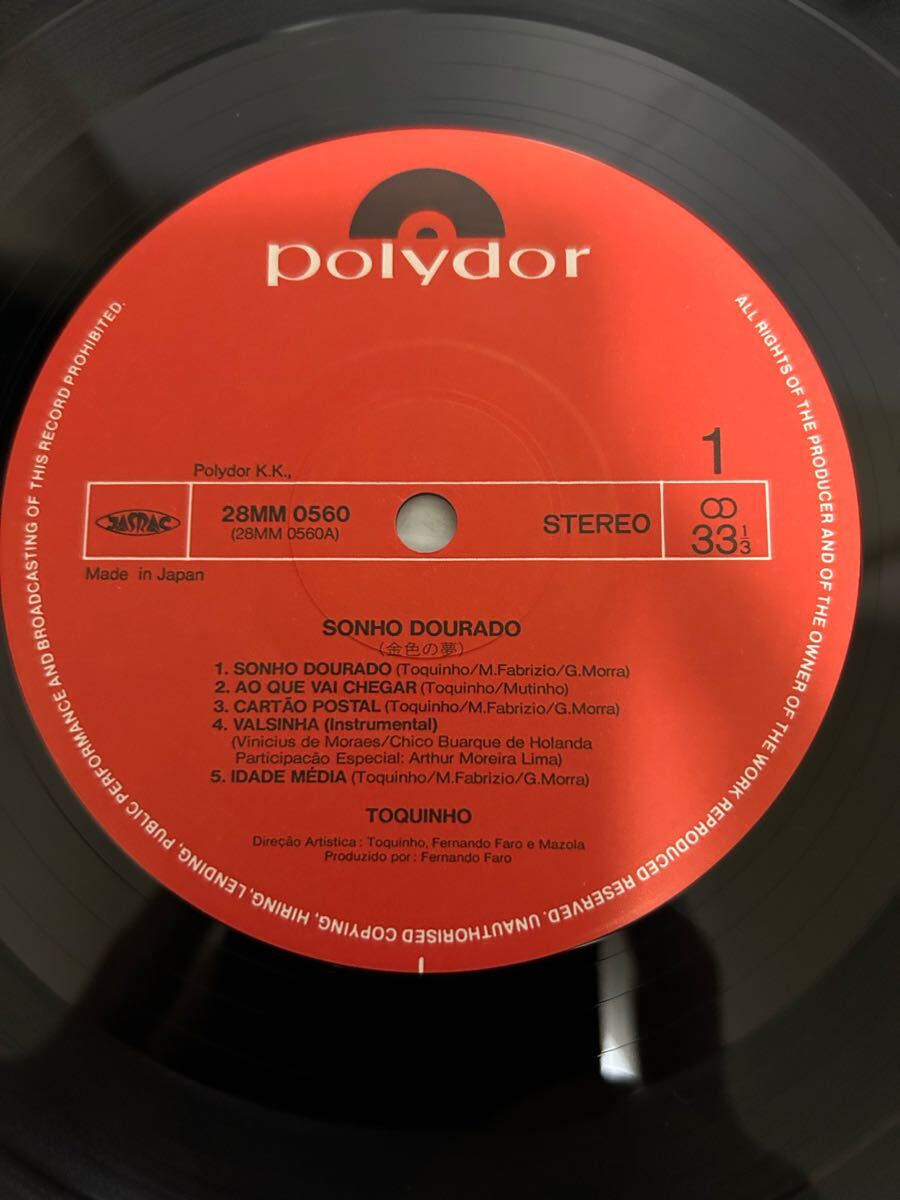 polydor
1
Polydor K.K.,
JASRAC
28MM 0560
(28MM 0560A)
STEREO
33 1/3
Made in Japan
SONHO DOURADO
(金色の夢)
1. SONHO DOURADO (Toquinho/M.Fabrizio/G.Morra)
2. AO QUE VAI CHEGAR (Toquinho/Mutinho)
3. CARTÃO POSTAL (Toquinho/M.Fabrizio/G.Morra)
4. VALSINHA (Instrumental)
(Vinicius de Moraes/Chico Buarque de Holanda
Participacão Especial: Arthur Moreira Lima)
5. IDADE MÉDIA (Toquinho/M.Fabrizio/G.Morra)
TOQUINHO
Direção Artistica : Toquinho, Fernando Faro e Mazola
Produzido por : Fernando Faro
ALL RIGHTS OF THE PRODUCER AND OF THE OWNER OF THE WORK REPRODUCED RESERVED. UNAUTHORISED COPYING, HIRING, LENDING, PUBLIC PERFORMANCE AND BROADCASTING OF THIS RECORD PROHIBITED.